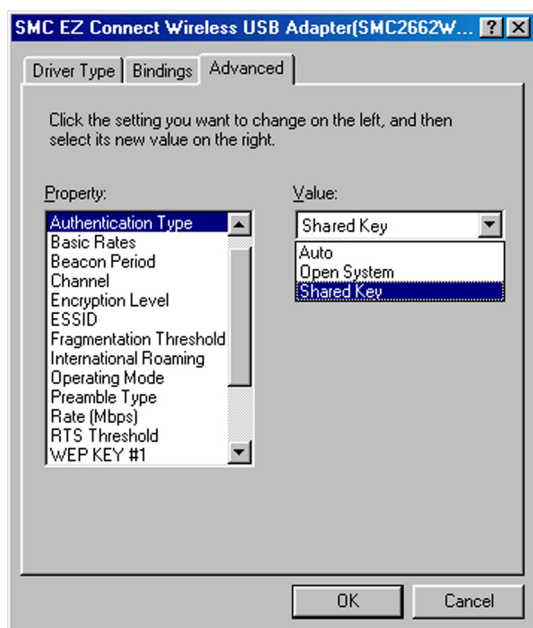 SMC EZ Connect Wireless USB Adapter(SMC2662W...
Driver Type Bindings Advanced
Click the setting you want to change on the left, and then
select its new value on the right.
Property:
Authentication Type
Basic Rates
Beacon Period
Channel
Encryption Level
ESSID
Fragmentation Threshold
International Roaming
Operating Mode
Preamble Type
Rate (Mbps)
RTS Threshold
WEP KEY #1
Value:
Shared Key
Auto
Open System
Shared Key
OK Cancel